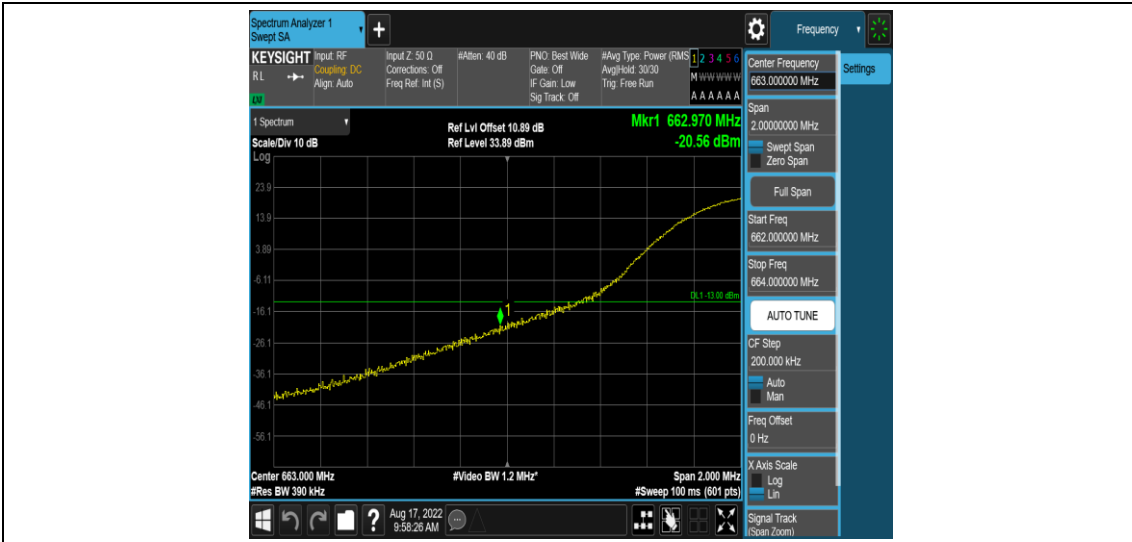 Spectrum Analyzer 1
Swept SA
+
Frequency
KEYSIGHT
RL
LXI
Input: RF
Coupling: DC
Align: Auto
Input Z: 50 Ω
Corrections: Off
Freq Ref: Int (S)
#Atten: 40 dB
PNO: Best Wide
Gate: Off
IF Gain: Low
Sig Track: Off
#Avg Type: Power (RMS
Avg|Hold: 30/30
Trig: Free Run
1 2 3 4 5 6
M W W W W W
A A A A A A
1 Spectrum
Scale/Div 10 dB
Log
Ref Lvl Offset 10.89 dB
Ref Level 33.89 dBm
Mkr1 662.970 MHz
-20.56 dBm
23.9
13.9
3.89
-6.11
-16.1
-26.1
-36.1
-46.1
-56.1
DL1 -13.00 dBm
1
Center 663.000 MHz
#Res BW 390 kHz
#Video BW 1.2 MHz*
Span 2.000 MHz
#Sweep 100 ms (601 pts)
?
Aug 17, 2022
9:58:26 AM
Center Frequency
663.000000 MHz
Settings
Span
2.00000000 MHz
Swept Span
Zero Span
Full Span
Start Freq
662.000000 MHz
Stop Freq
664.000000 MHz
AUTO TUNE
CF Step
200.000 kHz
Auto
Man
Freq Offset
0 Hz
X Axis Scale
Log
Lin
Signal Track
(Span Zoom)